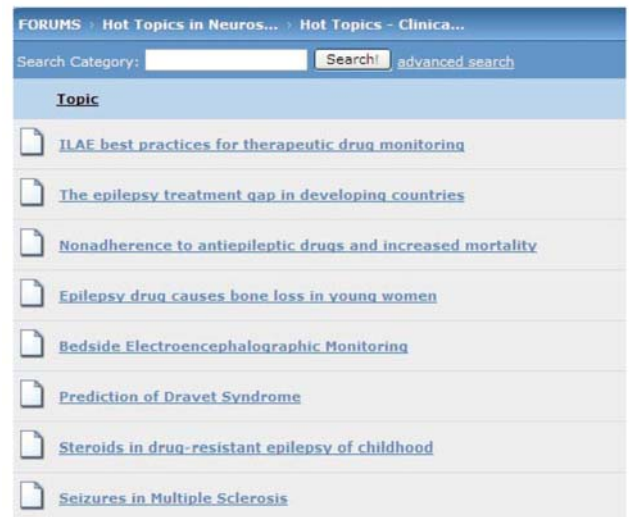 FORUMS › Hot Topics in Neuros... › Hot Topics - Clinica...
Search Category: Search! advanced search
Topic
ILAE best practices for therapeutic drug monitoring
The epilepsy treatment gap in developing countries
Nonadherence to antiepileptic drugs and increased mortality
Epilepsy drug causes bone loss in young women
Bedside Electroencephalographic Monitoring
Prediction of Dravet Syndrome
Steroids in drug-resistant epilepsy of childhood
Seizures in Multiple Sclerosis